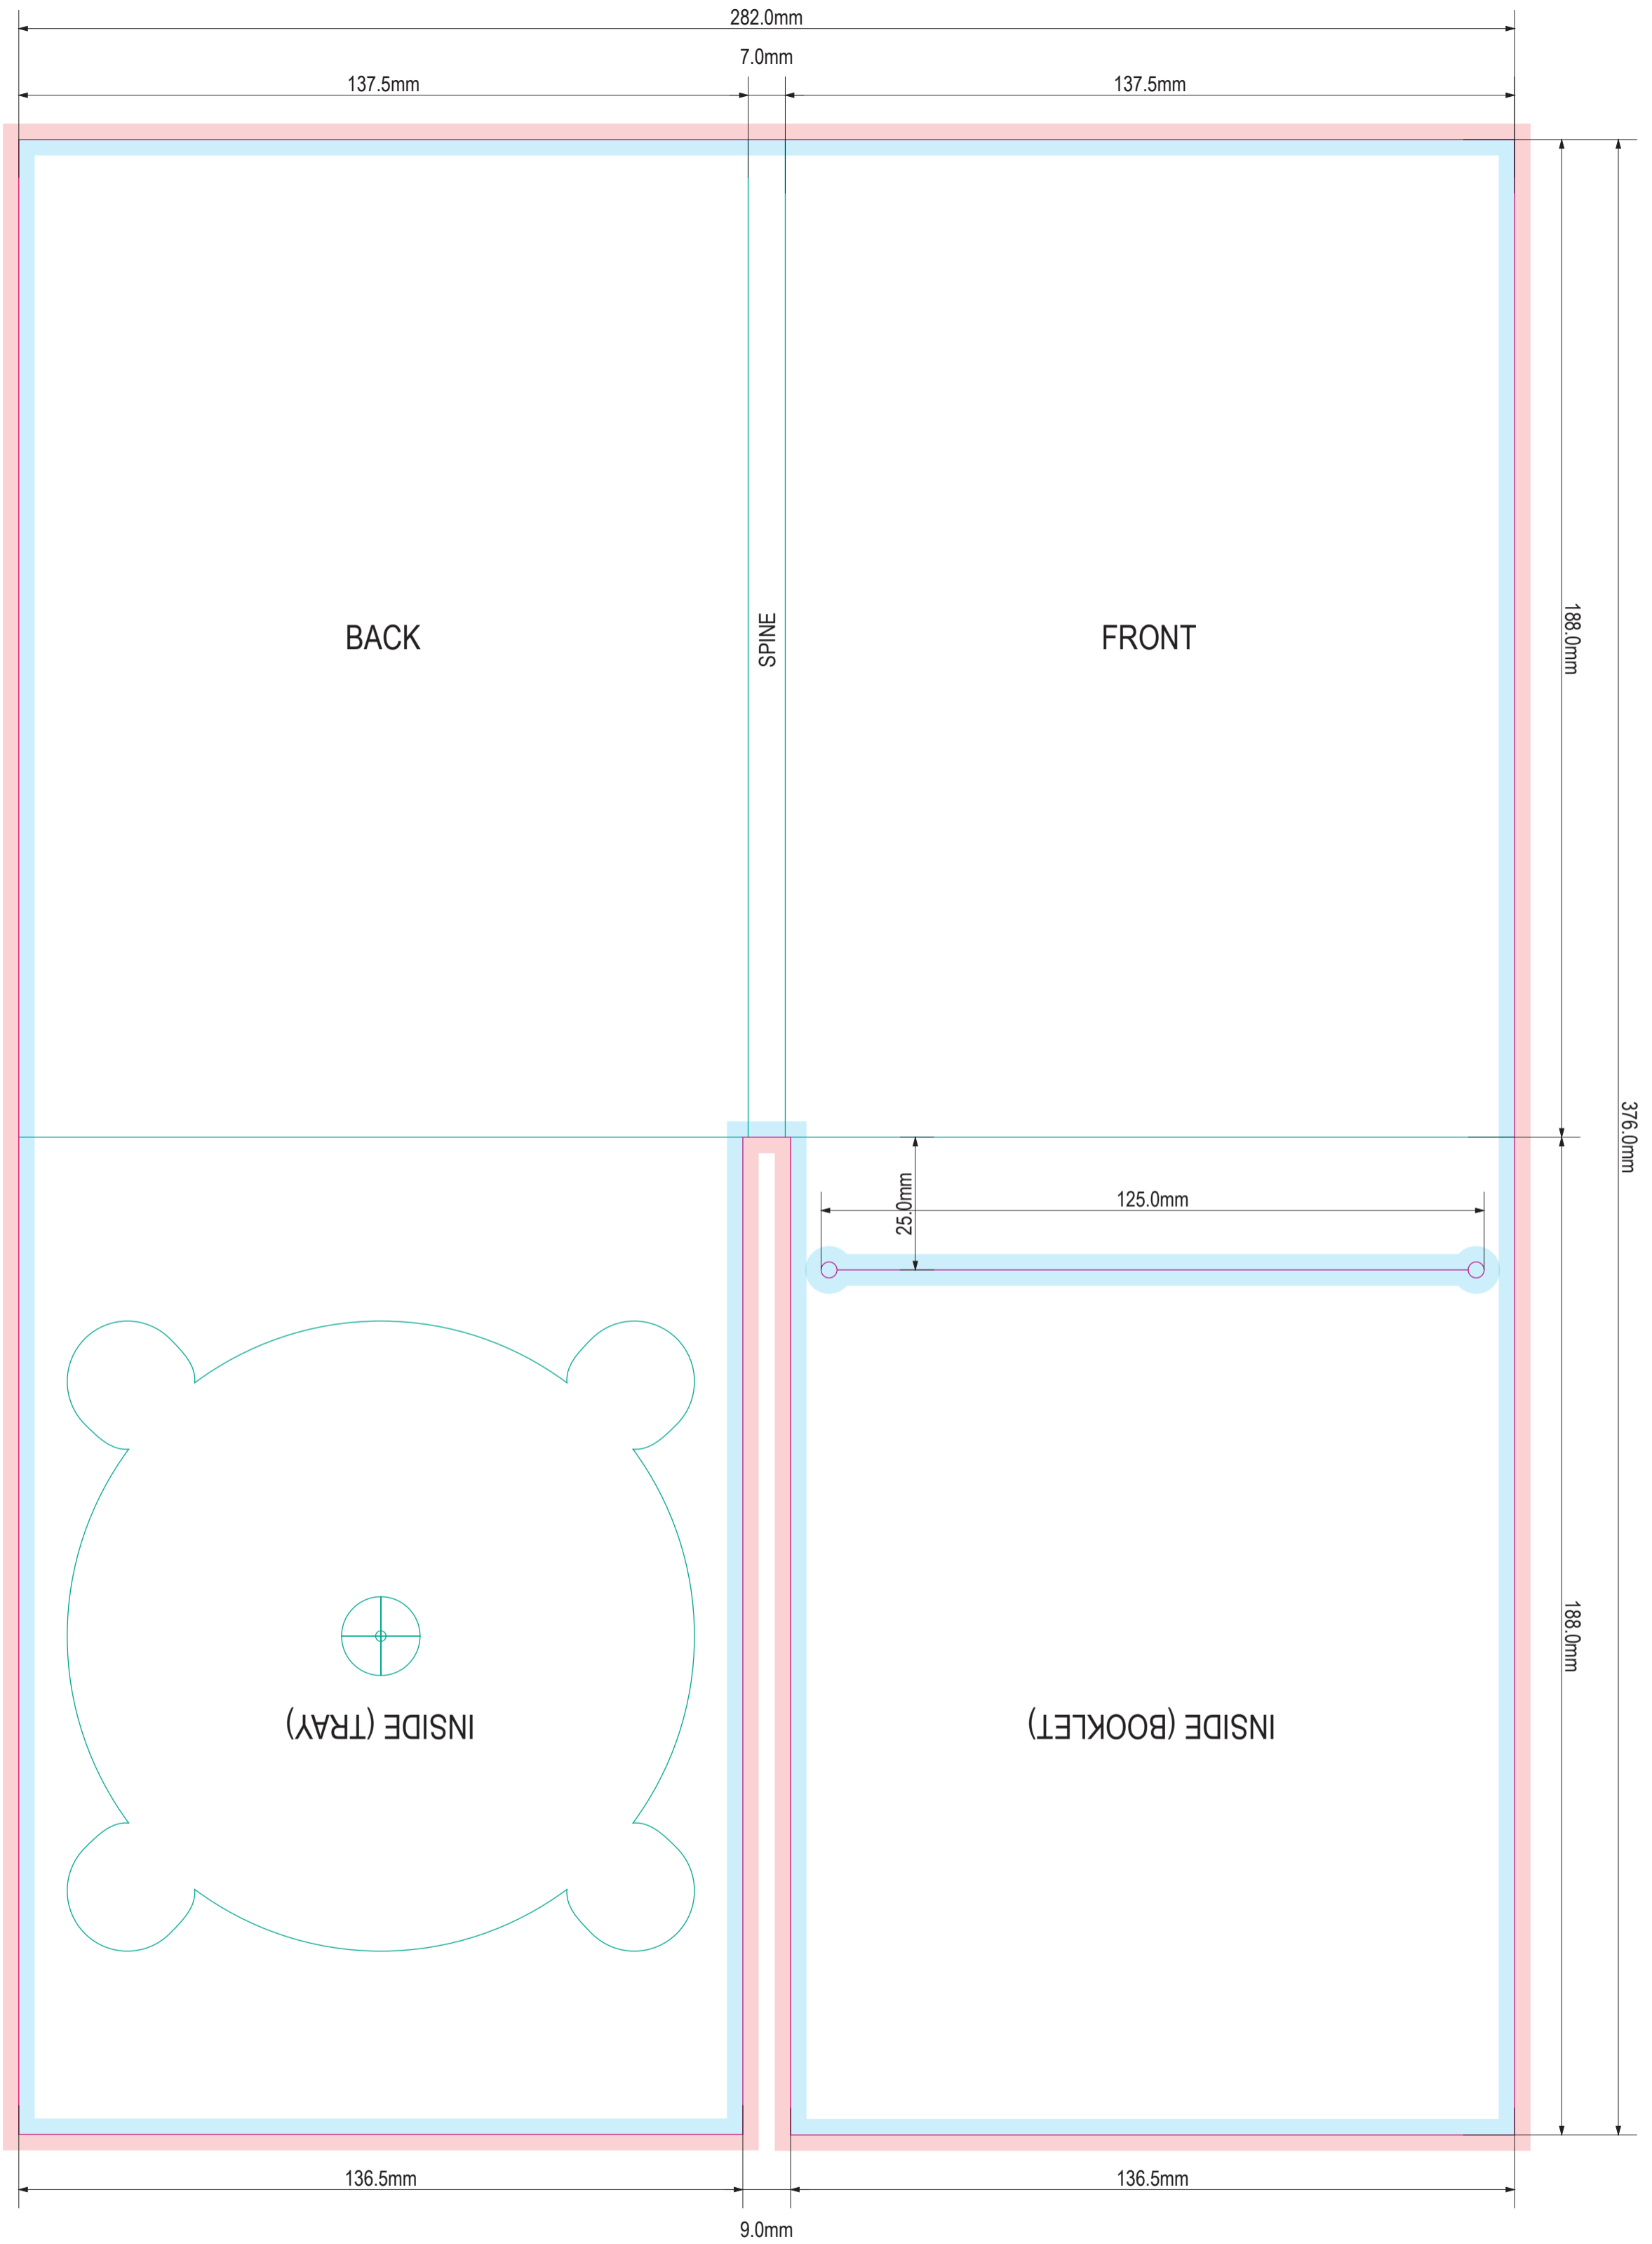 282.0mm
7.0mm
137.5mm
137.5mm
BACK
SPINE
FRONT
188.0mm
376.0mm
25.0mm
125.0mm
INSIDE (TRAY)
INSIDE (BOOKLET)
188.0mm
136.5mm
136.5mm
9.0mm